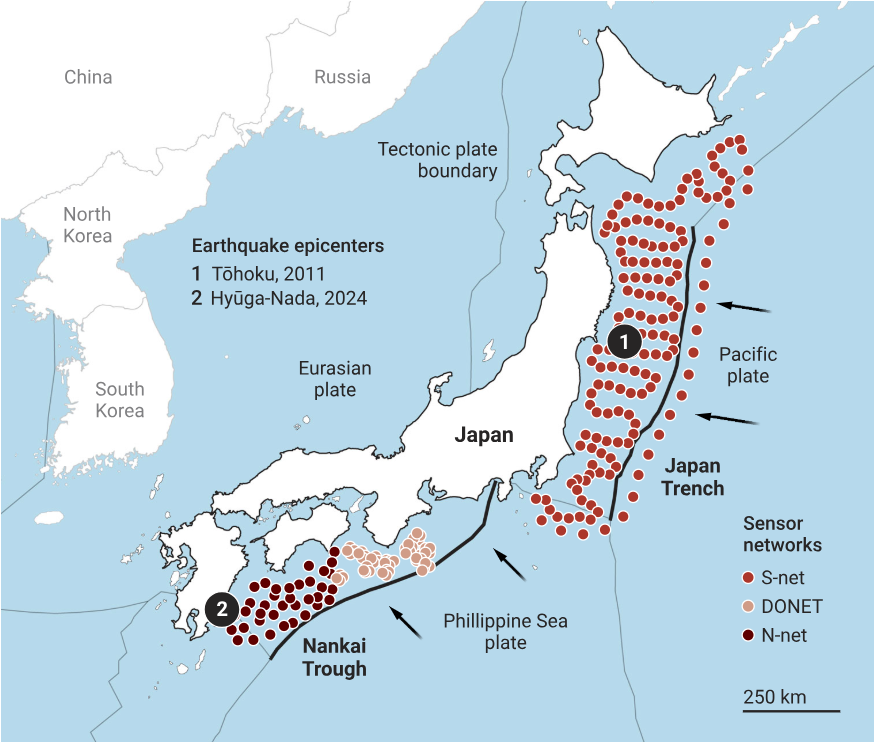 China
Russia
Tectonic plate
boundary
North
Korea
Earthquake epicenters
1 Tōhoku, 2011
2 Hyūga-Nada, 2024
1
Eurasian
plate
Pacific
plate
South
Korea
Japan
Japan
Trench
Sensor
networks
S-net
DONET
N-net
2
Phillippine Sea
plate
Nankai
Trough
250 km